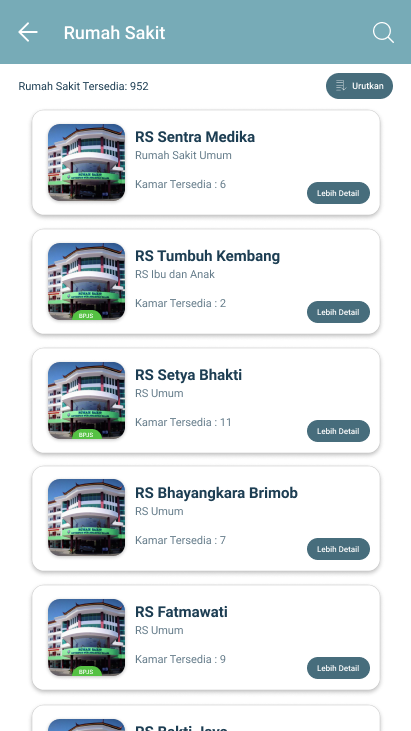 Rumah Sakit
Rumah Sakit Tersedia: 952
Urutkan
RS Sentra Medika
Rumah Sakit Umum
Kamar Tersedia : 6
Lebih Detail
RS Tumbuh Kembang
RS Ibu dan Anak
Kamar Tersedia : 2
BPJS
Lebih Detail
RS Setya Bhakti
RS Umum
Kamar Tersedia : 11
BPJS
Lebih Detail
RS Bhayangkara Brimob
RS Umum
Kamar Tersedia : 7
Lebih Detail
RS Fatmawati
RS Umum
Kamar Tersedia : 9
BPJS
Lebih Detail
RS Bakti Jaya